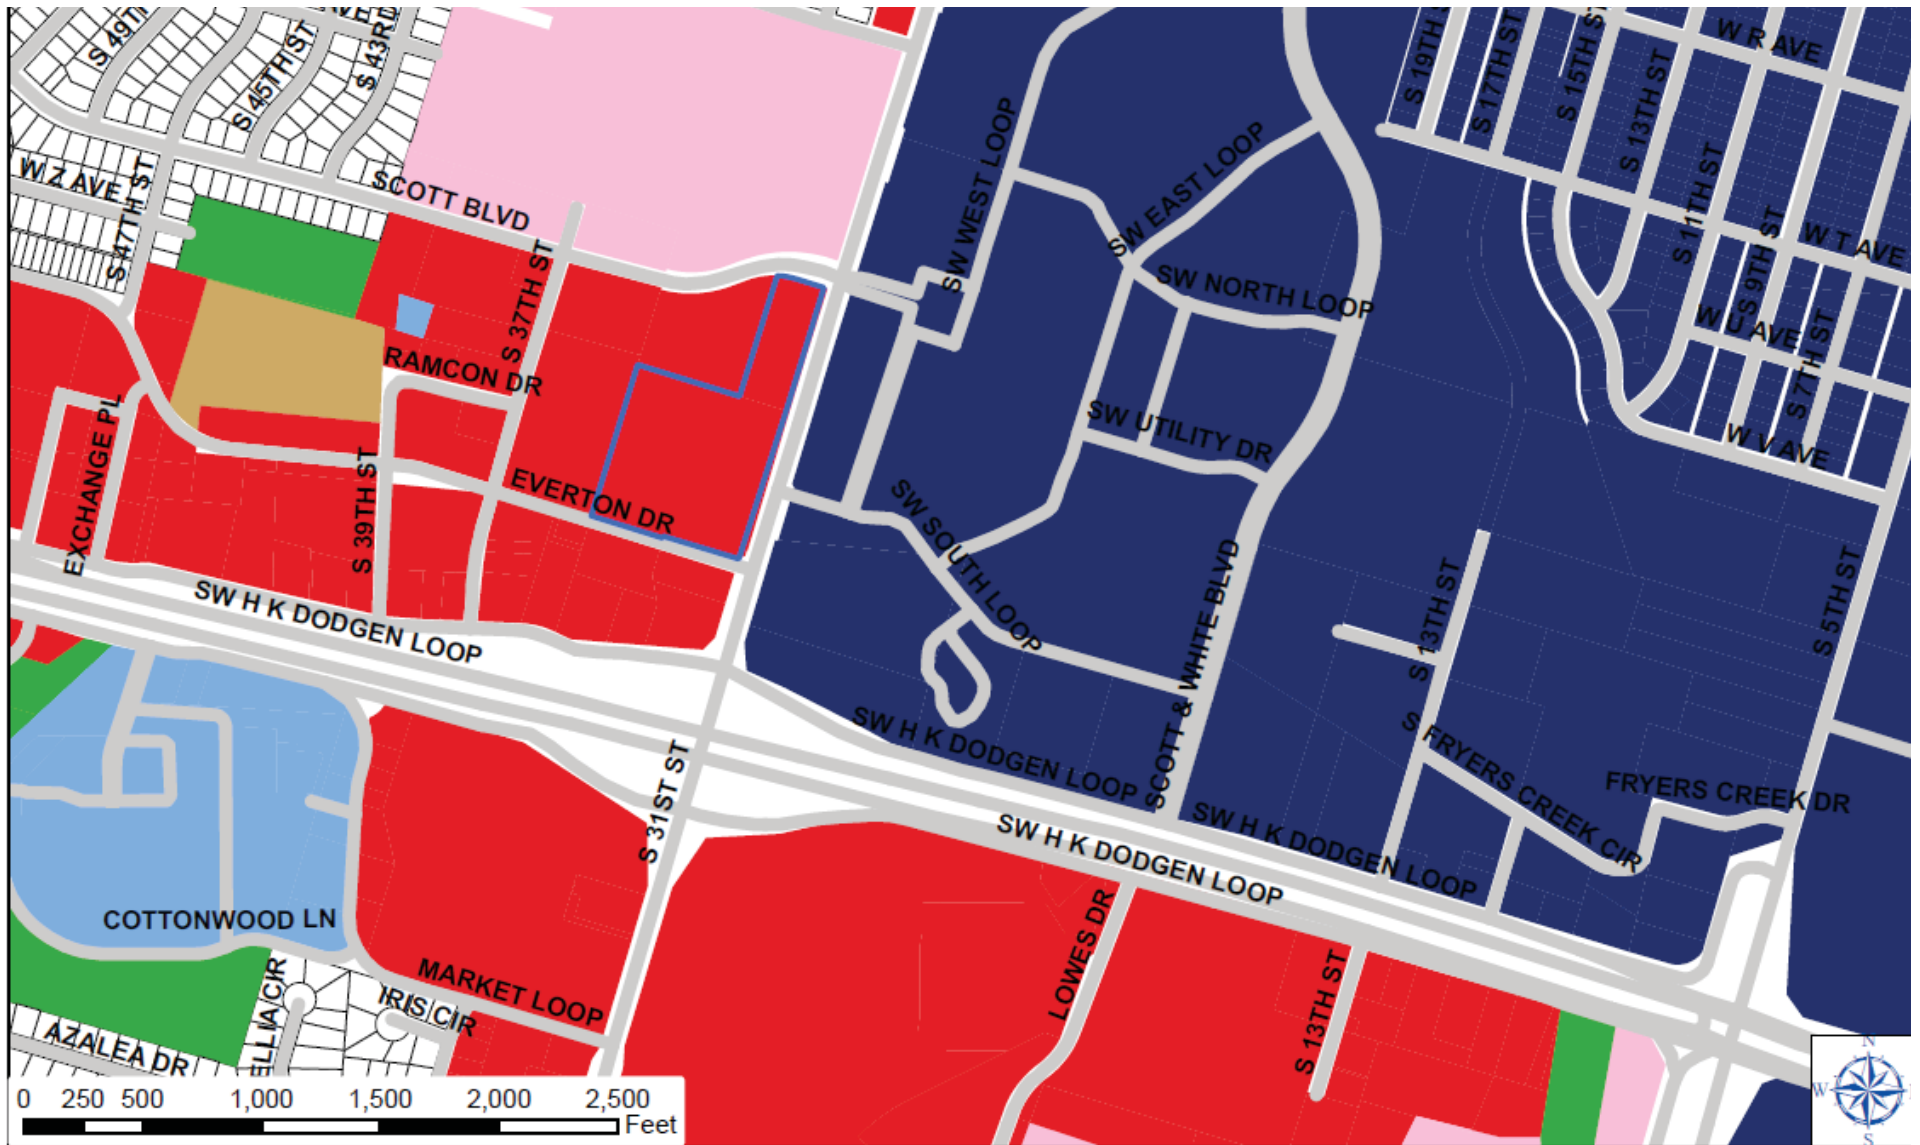 S 49TH
AVE
S 43RD
S 45TH ST
S 19TH S
S 17TH ST
S 15TH ST
W R AVE
S 13TH ST
SW WEST LOOP
SW EAST LOOP
W Z AVE
S 47TH ST
SCOTT BLVD
S 11TH ST
S 9TH ST
W T AVE
S 37TH ST
SW NORTH LOOP
W U AVE
S 7TH ST
RAMCON DR
EXCHANGE PL
S 39TH ST
SW UTILITY DR
W V AVE
EVERTON DR
SW SOUTH LOOP
SCOTT & WHITE BLVD
S 13TH ST
S 5TH ST
SW H K DODGEN LOOP
SW H K DODGEN LOOP
S FRYERS CREEK CIR
FRYERS CREEK DR
S 31ST ST
SW H K DODGEN LOOP
SW H K DODGEN LOOP
COTTONWOOD LN
LOWES DR
S 13TH ST
MARKET LOOP
ELLIA CIR
IRIS CIR
AZALEA DR
0 250 500 1,000 1,500 2,000 2,500
Feet
N
W
S